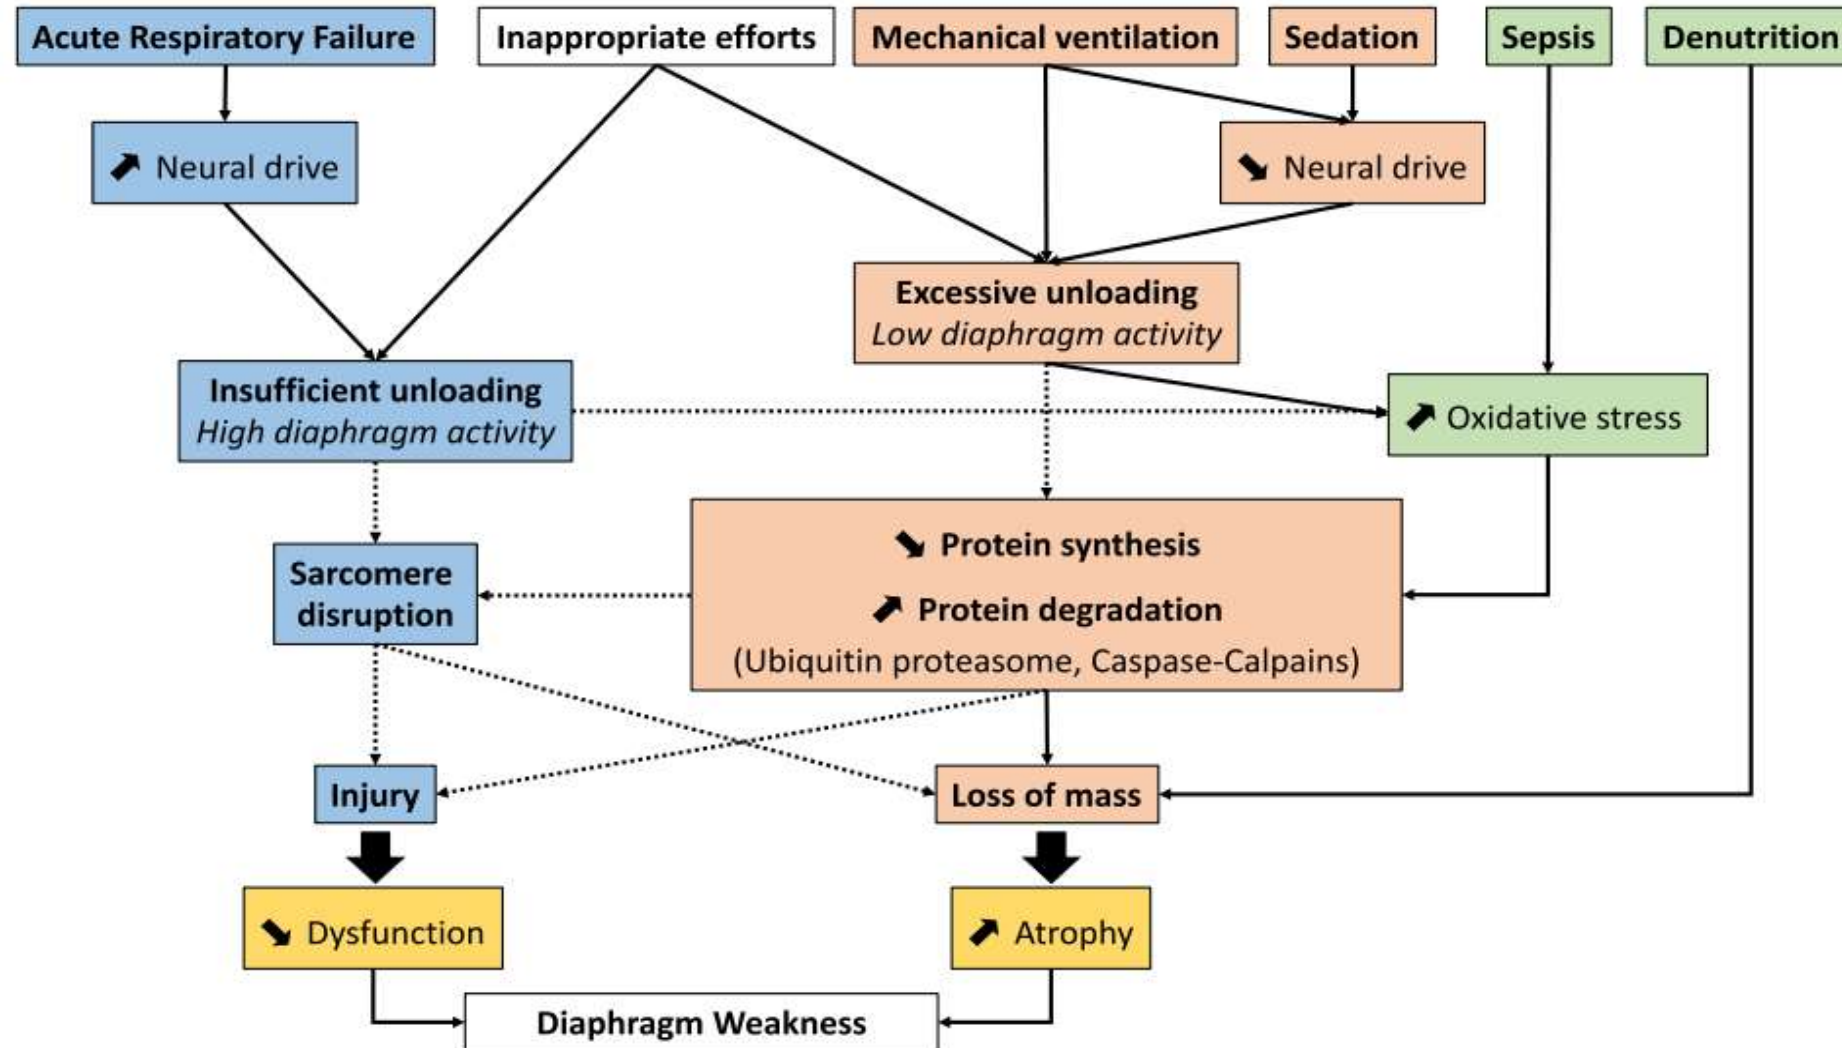 Acute Respiratory Failure
Inappropriate efforts
Mechanical ventilation
Sedation
Sepsis
Denutrition
Neural drive
Neural drive
Excessive unloading
Low diaphragm activity
Insufficient unloading
High diaphragm activity
Oxidative stress
Protein synthesis
Sarcomere
disruption
Protein degradation
(Ubiquitin proteasome, Caspase-Calpains)
Injury
Loss of mass
Dysfunction
Atrophy
Diaphragm Weakness